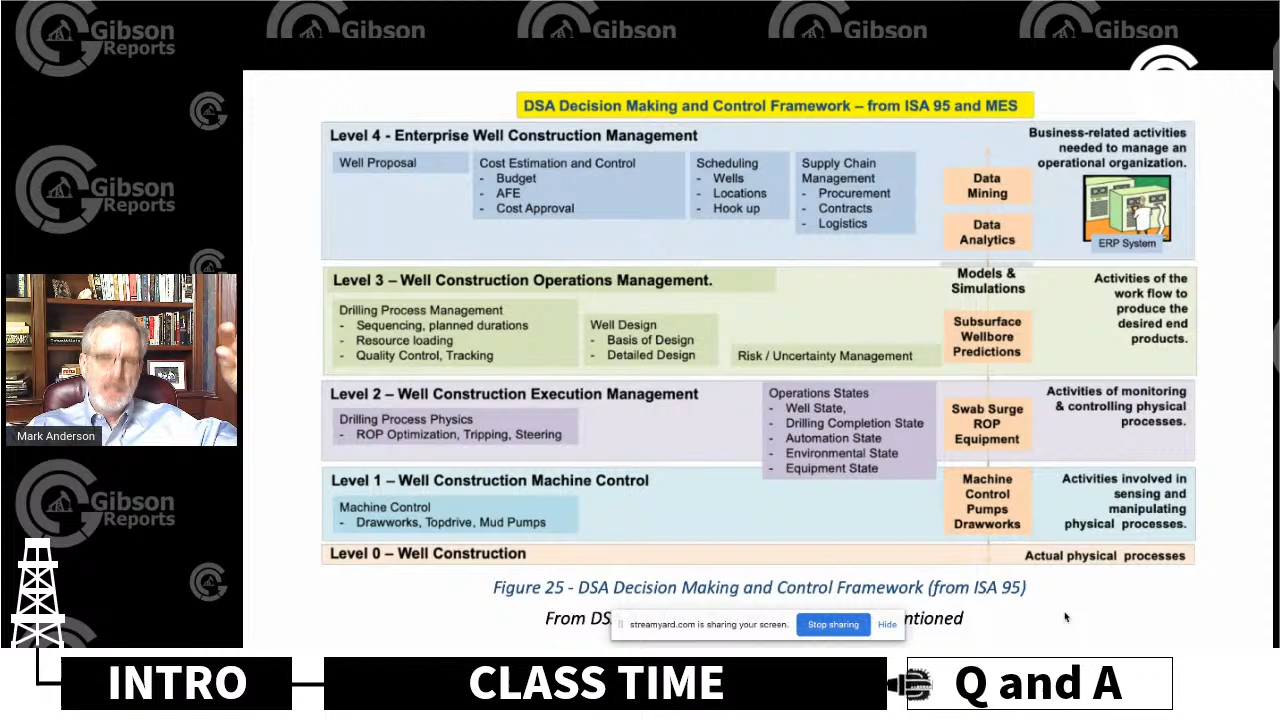 Gibson
Reports
Gibson
Gibson
Gibson
Gibson
DSA Decision Making and Control Framework – from ISA 95 and MES
Level 4 - Enterprise Well Construction Management
Well Proposal
Cost Estimation and Control
- Budget
- AFE
- Cost Approval
Scheduling
- Wells
- Locations
- Hook up
Supply Chain
Management
- Procurement
- Contracts
- Logistics
Data
Mining
Data
Analytics
Business-related activities
needed to manage an
operational organization.
ERP System
Gibson
Reports
Level 3 – Well Construction Operations Management.
Drilling Process Management
- Sequencing, planned durations
- Resource loading
- Quality Control, Tracking
Well Design
- Basis of Design
- Detailed Design
Risk / Uncertainty Management
Models &
Simulations
Subsurface
Wellbore
Predictions
Activities of the
work flow to
produce the
desired end
products.
Mark Anderson
Level 2 – Well Construction Execution Management
Drilling Process Physics
- ROP Optimization, Tripping, Steering
Operations States
- Well State,
- Drilling Completion State
- Automation State
- Environmental State
- Equipment State
Swab Surge
ROP
Equipment
Activities of monitoring
& controlling physical
processes.
Gibson
Reports
Level 1 – Well Construction Machine Control
Machine Control
- Drawworks, Topdrive, Mud Pumps
Machine
Control
Pumps
Drawworks
Activities involved in
sensing and
manipulating
physical processes.
Level 0 – Well Construction
Actual physical processes
Figure 25 - DSA Decision Making and Control Framework (from ISA 95)
From
streamyard.com is sharing your screen.
Stop sharing
Hide
INTRO
CLASS TIME
Q and A